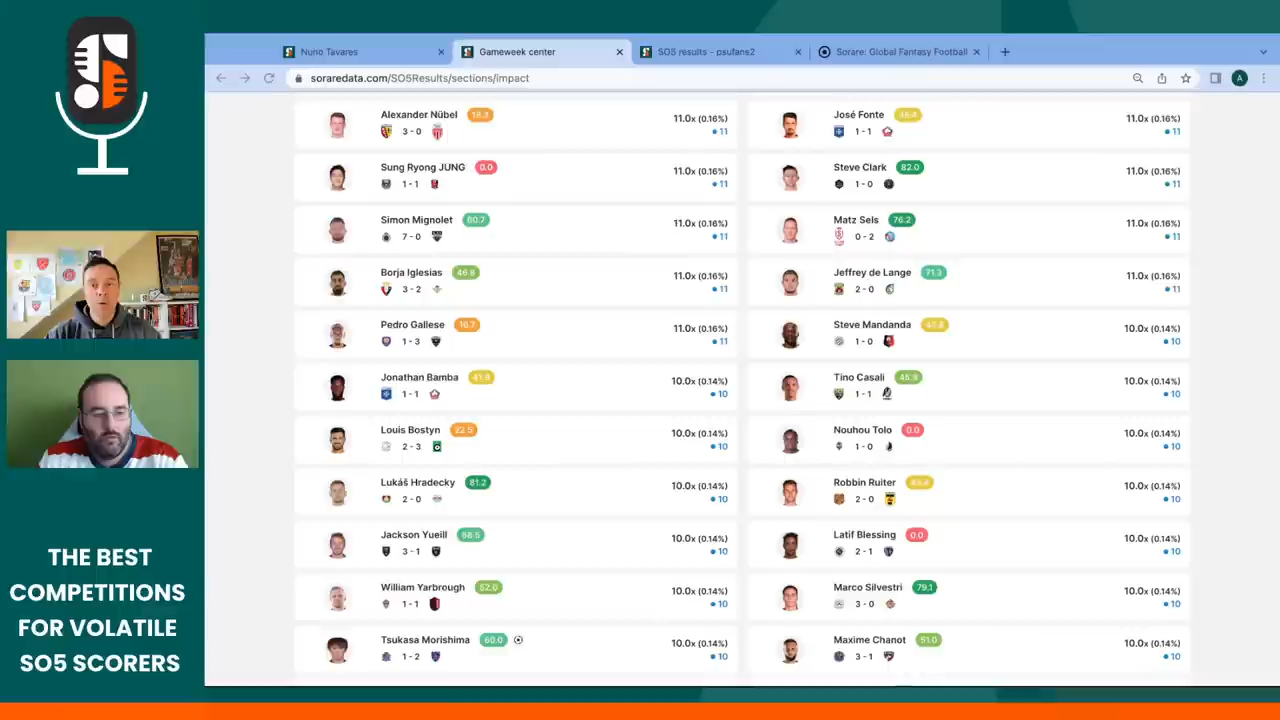 Nuno Tavares
Gameweek center
SO5 results - psufans2
Sorare: Global Fantasy Football
soraredata.com/SO5Results/sections/impact
A
Alexander Nübel
3 - 0
11.0x (0.16%)
11
José Fonte
1 - 1
11.0x (0.16%)
11
Sung Ryong JUNG 0.0
1 - 1
11.0x (0.16%)
11
Steve Clark 82.0
1 - 0
11.0x (0.16%)
11
Simon Mignolet 60.7
7 - 0
11.0x (0.16%)
11
Matz Sels 76.2
0 - 2
11.0x (0.16%)
11
Borja Iglesias 46.8
3 - 2
11.0x (0.16%)
11
Jeffrey de Lange 71.3
2 - 0
11.0x (0.16%)
11
Pedro Gallese
1 - 3
11.0x (0.16%)
11
Steve Mandanda
1 - 0
10.0x (0.14%)
10
Jonathan Bamba
1 - 1
10.0x (0.14%)
10
Tino Casali 45.9
1 - 1
10.0x (0.14%)
10
Louis Bostyn 22.5
2 - 3
10.0x (0.14%)
10
Nouhou Tolo 0.0
1 - 0
10.0x (0.14%)
10
Lukáš Hradecky 81.2
2 - 0
10.0x (0.14%)
10
Robbin Ruiter
2 - 0
10.0x (0.14%)
10
Jackson Yueill
3 - 1
10.0x (0.14%)
10
Latif Blessing 0.0
2 - 1
10.0x (0.14%)
10
William Yarbrough 52.0
1 - 1
10.0x (0.14%)
10
Marco Silvestri 79.1
3 - 0
10.0x (0.14%)
10
Tsukasa Morishima 60.0
1 - 2
10.0x (0.14%)
10
Maxime Chanot 51.0
3 - 1
10.0x (0.14%)
10
THE BEST
COMPETITIONS
FOR VOLATILE
SO5 SCORERS